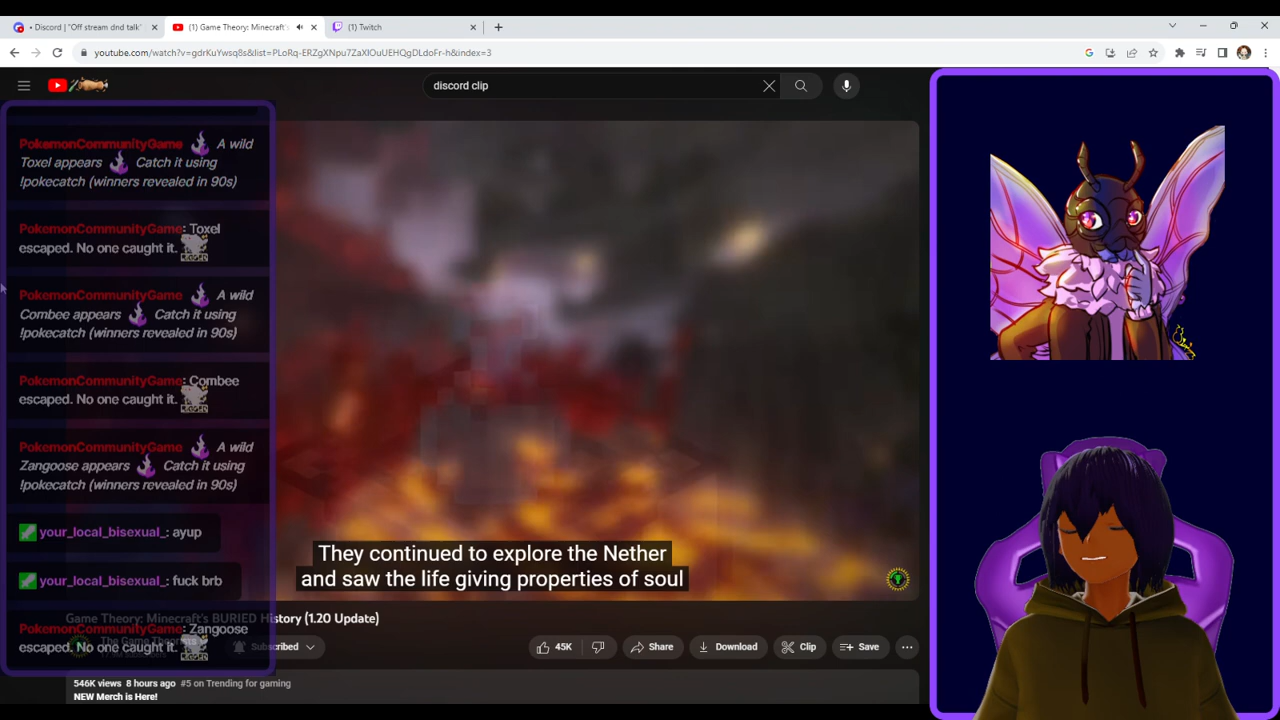 • Discord | "Off stream dnd talk"
(1) Game Theory: Minecraft's
(1) Twitch
youtube.com/watch?v=gdrKuYwsq8s&list=PLoRq-ERZgXNpu7ZaXIOuUEHQgDLdoFr-h&index=3
discord clip
PokemonCommunityGame A wild
Toxel appears Catch it using
!pokecatch (winners revealed in 90s)
PokemonCommunityGame: Toxel
escaped. No one caught it.
PokemonCommunityGame A wild
Combee appears Catch it using
!pokecatch (winners revealed in 90s)
PokemonCommunityGame: Combee
escaped. No one caught it.
PokemonCommunityGame A wild
Zangoose appears Catch it using
!pokecatch (winners revealed in 90s)
your_local_bisexual_: ayup
your_local_bisexual_: fuck brb
PokemonCommunityGame: Zangoose
escaped. No one caught it.
They continued to explore the Nether
and saw the life giving properties of soul
Game Theory: Minecraft's BURIED History (1.20 Update)
The Game Theorists
Subscribed
45K
Share
Download
Clip
Save
546K views 8 hours ago #5 on Trending for gaming
NEW Merch is Here!